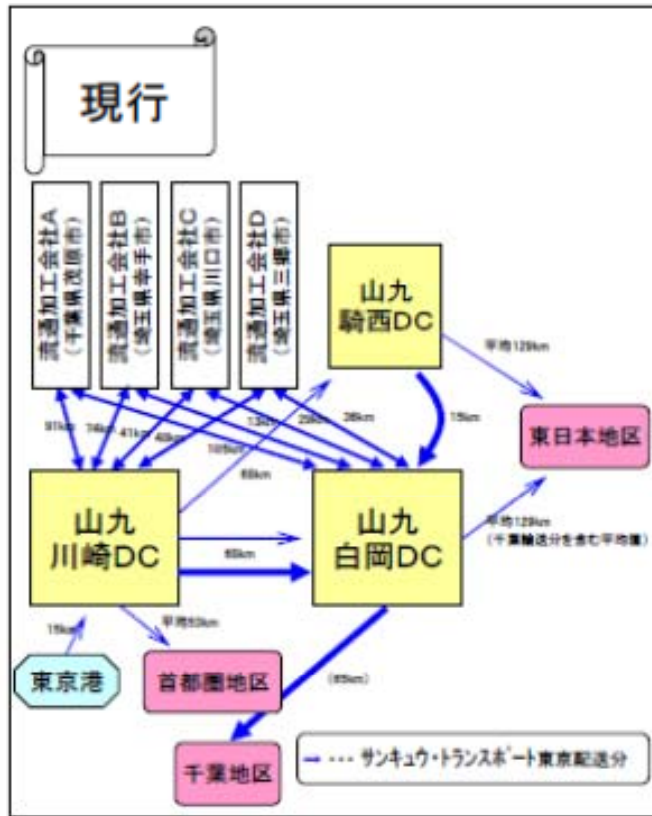 現行
流通加工会社A
(千葉県茂原市)
流通加工会社B
(埼玉県幸手市)
流通加工会社C
(埼玉県川口市)
流通加工会社D
(埼玉県三郷市)
山九
騎西DC
平均129km
東日本地区
91km
74km
41km
13km
29km
36km
105km
15km
山九
川崎DC
山九
白岡DC
平均129km
(千葉輸送分を含む平均値)
15km
平均53km
東京港
首都圏地区
(65km)
千葉地区
→ ･･･ サンキュウ・トランスポート東京配送分